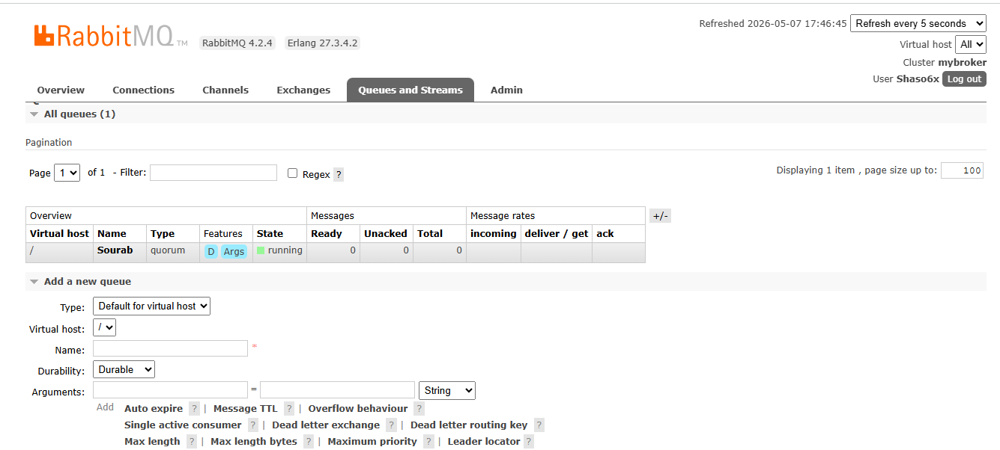 Refreshed 2026-05-07 17:46:45 Refresh every 5 seconds
RabbitMQ TM RabbitMQ 4.2.4 Erlang 27.3.4.2
Virtual host All
Cluster mybroker
User Shaso6x Log out
Overview Connections Channels Exchanges Queues and Streams Admin
All queues (1)
Pagination
Page 1 of 1 - Filter: Regex ?
Displaying 1 item , page size up to: 100
Overview Messages Message rates +/-
Virtual host Name Type Features State Ready Unacked Total incoming deliver / get ack
/ Sourab quorum D Args running 0 0 0
Add a new queue
Type: Default for virtual host
Virtual host: /
Name: *
Durability: Durable
Arguments: = String
Add Auto expire ? | Message TTL ? | Overflow behaviour ?
Single active consumer ? | Dead letter exchange ? | Dead letter routing key ?
Max length ? | Max length bytes ? | Maximum priority ? | Leader locator ?